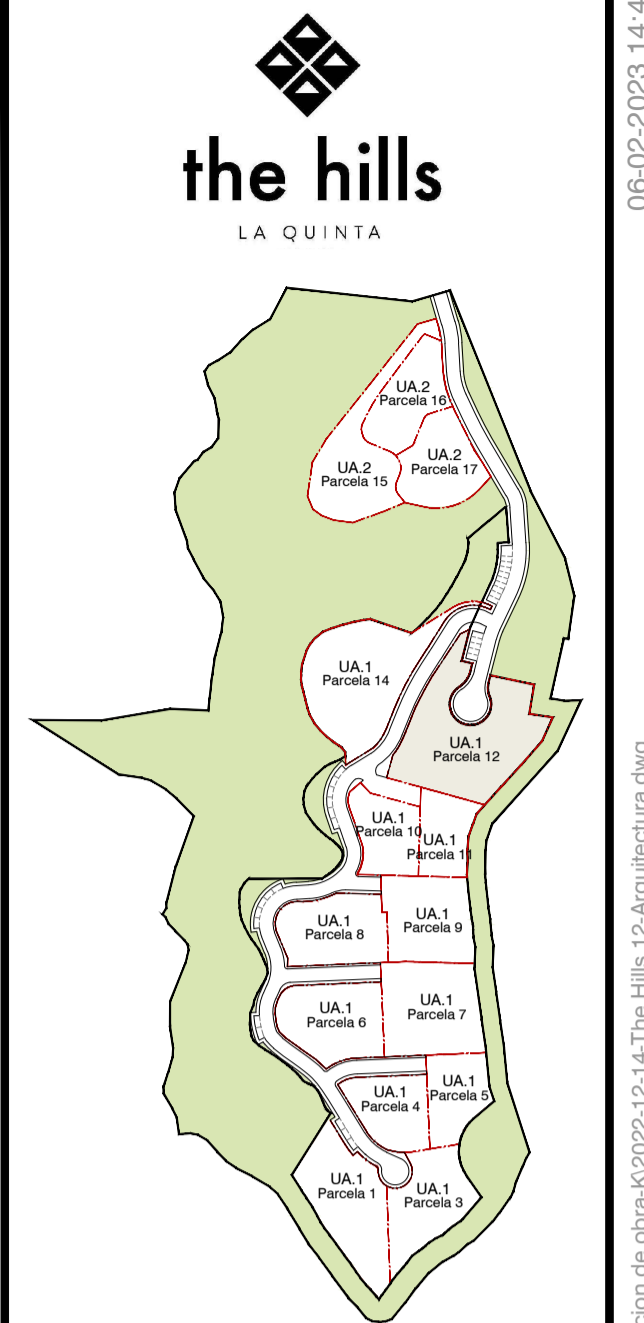 the hills
LA QUINTA
06-02-2023 14:4
UA.2
Parcela 16
UA.2
Parcela 17
UA.2
Parcela 15
UA.1
Parcela 14
UA.1
Parcela 12
UA.1
Parcela 10
UA.1
Parcela 11
UA.1
Parcela 8
UA.1
Parcela 9
UA.1
Parcela 6
UA.1
Parcela 7
UA.1
Parcela 4
UA.1
Parcela 5
UA.1
Parcela 1
UA.1
Parcela 3
cion de obra-K\2022-12-14-The Hills 12-Arquitectura.dwg